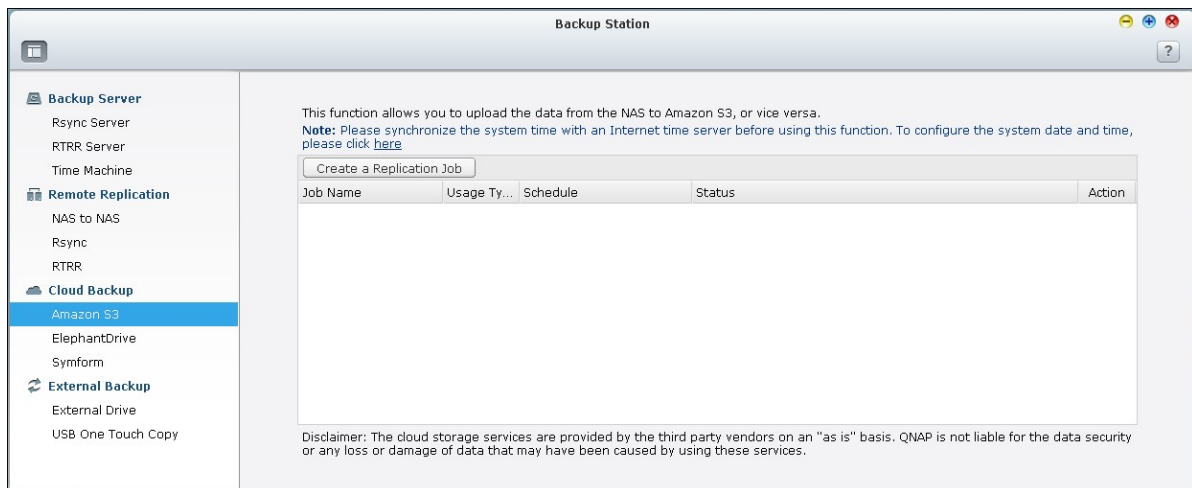 Backup Station
?
Backup Server
Rsync Server
RTRR Server
Time Machine
Remote Replication
NAS to NAS
Rsync
RTRR
Cloud Backup
Amazon S3
ElephantDrive
Symform
External Backup
External Drive
USB One Touch Copy
This function allows you to upload the data from the NAS to Amazon S3, or vice versa.
Note: Please synchronize the system time with an Internet time server before using this function. To configure the system date and time,
please click here
Create a Replication Job
Job Name Usage Ty... Schedule Status Action
Disclaimer: The cloud storage services are provided by the third party vendors on an "as is" basis. QNAP is not liable for the data security
or any loss or damage of data that may have been caused by using these services.